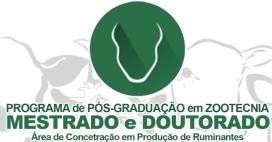 PROGRAMA de PÓS-GRADUAÇÃO em ZOOTECNIA
MESTRADO e DOUTORADO
Área de Concetração em Produção de Ruminantes